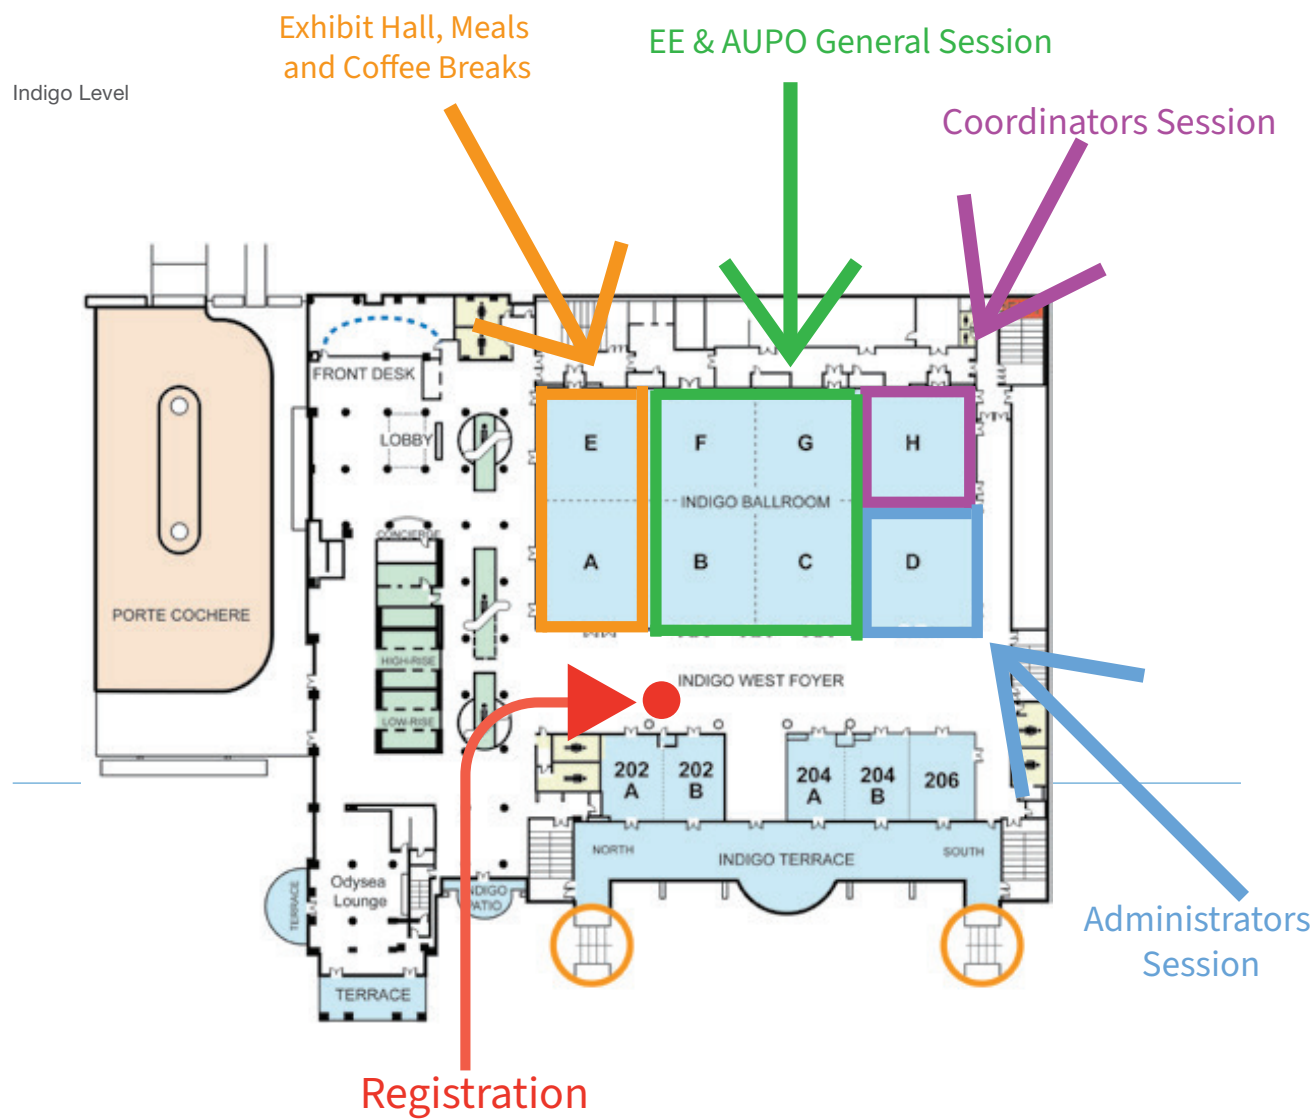 Exhibit Hall, Meals
and Coffee Breaks
EE & AUPO General Session
Indigo Level
Coordinators Session
FRONT DESK
LOBBY
E
F
G
H
INDIGO BALLROOM
CONCIERGE
A
B
C
D
PORTE COCHERE
HIGH-RISE
INDIGO WEST FOYER
LOW-RISE
202
A
202
B
204
A
204
B
206
NORTH
INDIGO TERRACE
SOUTH
Odysea
Lounge
TERRACE
INDIGO
PATIO
TERRACE
Administrators
Session
Registration